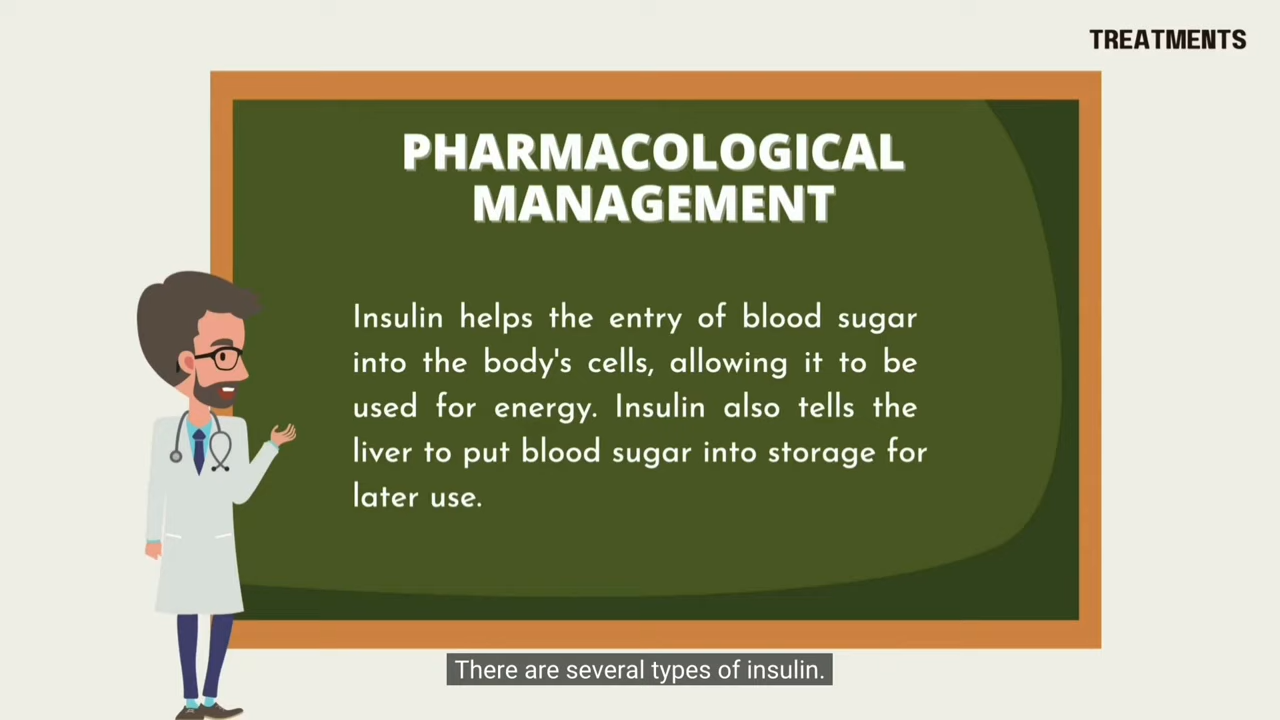 TREATMENTS
PHARMACOLOGICAL
MANAGEMENT
Insulin helps the entry of blood sugar
into the body's cells, allowing it to be
used for energy. Insulin also tells the
liver to put blood sugar into storage for
later use.
There are several types of insulin.